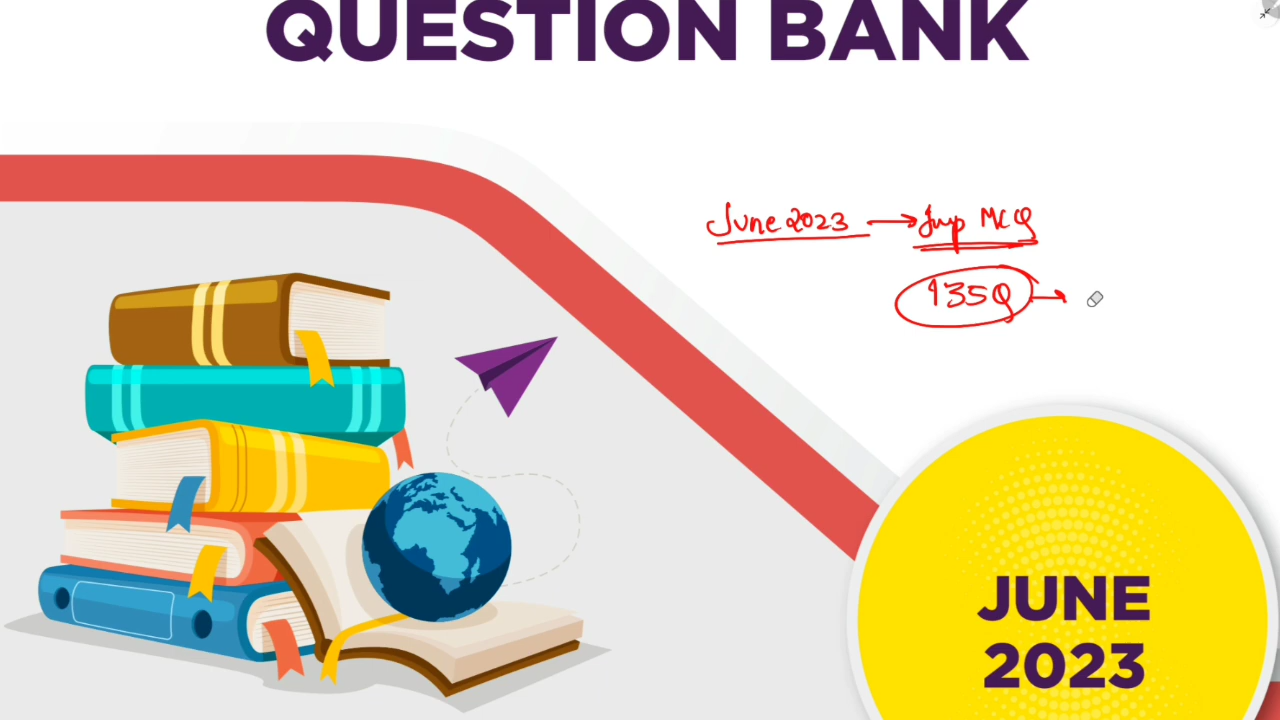 QUESTION BANK
June 2023 → Imp MCQ
135Q →
JUNE
2023